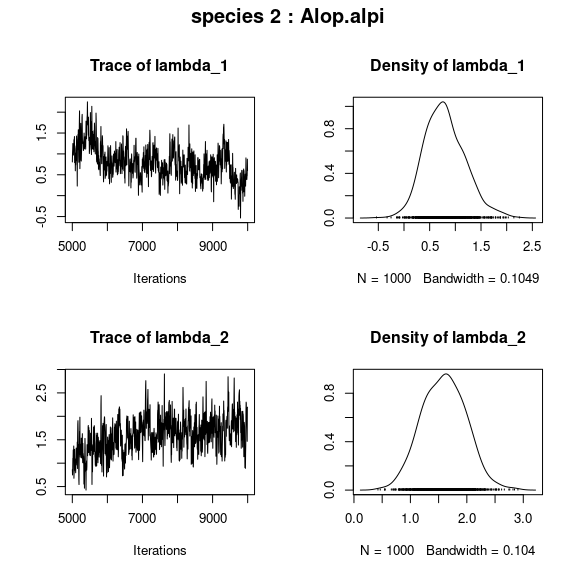 species 2 : Alop.alpi
Trace of lambda_1
Density of lambda_1
-0.5 0.5 1.5
5000 7000 9000
Iterations
0.0 0.4 0.8
-0.5 0.5 1.5 2.5
N = 1000 Bandwidth = 0.1049
Trace of lambda_2
Density of lambda_2
0.5 1.5 2.5
5000 7000 9000
Iterations
0.0 0.4 0.8
0.0 1.0 2.0 3.0
N = 1000 Bandwidth = 0.104